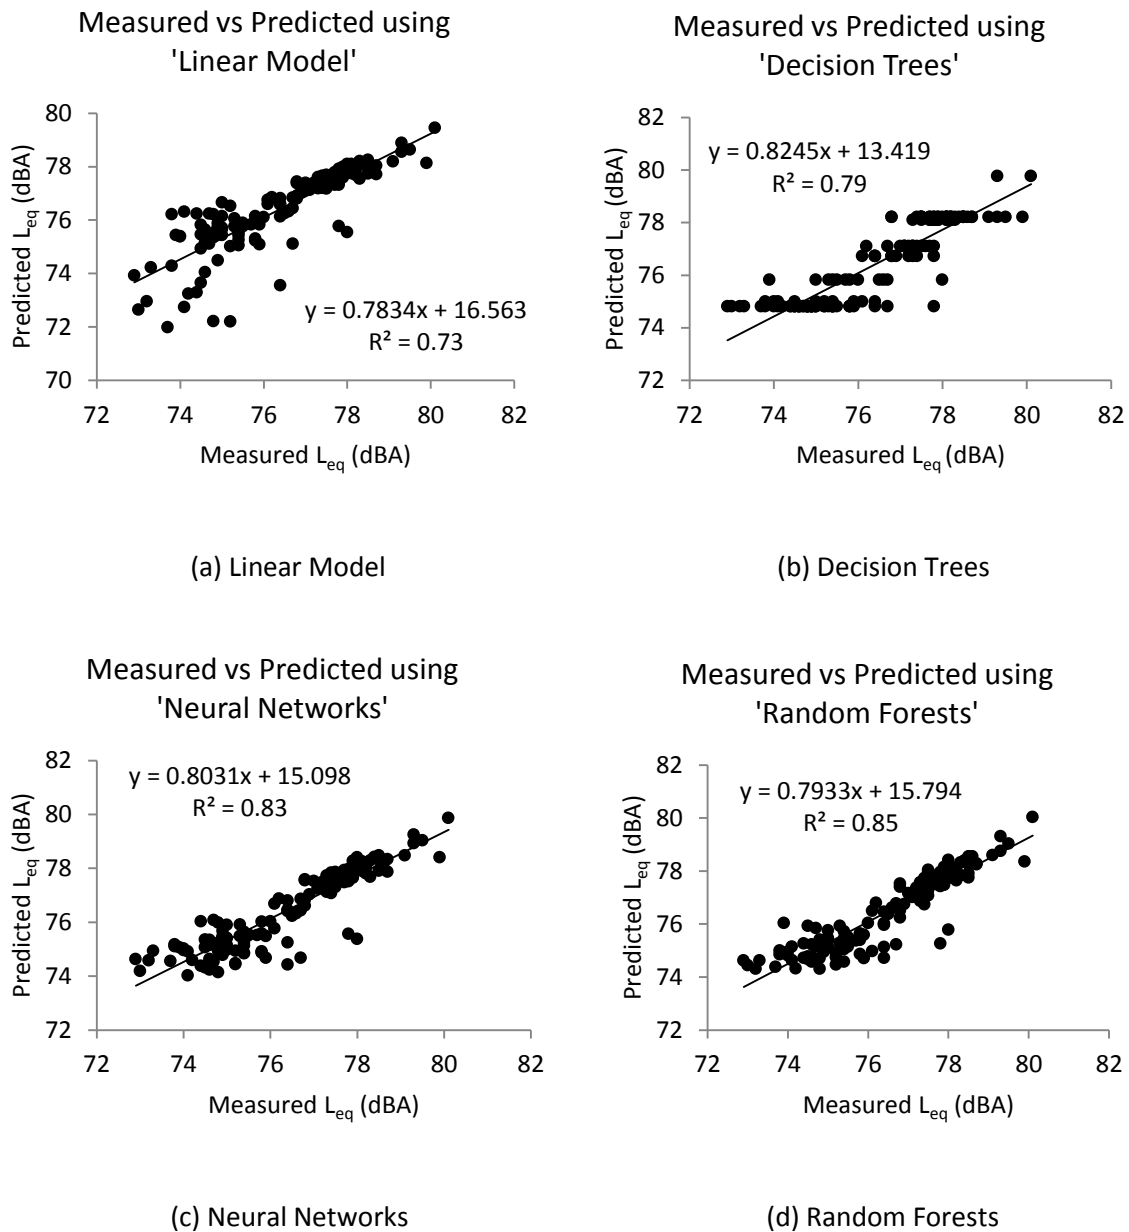 Measured vs Predicted using
'Linear Model'
80
78
76
74
72
70
Predicted Leq (dBA)
y = 0.7834x + 16.563
R² = 0.73
72 74 76 78 80 82
Measured Leq (dBA)
(a) Linear Model
Measured vs Predicted using
'Decision Trees'
82
80
78
76
74
72
Predicted Leq (dBA)
y = 0.8245x + 13.419
R² = 0.79
72 74 76 78 80 82
Measured Leq (dBA)
(b) Decision Trees
Measured vs Predicted using
'Neural Networks'
82
80
78
76
74
72
Predicted Leq (dBA)
y = 0.8031x + 15.098
R² = 0.83
72 74 76 78 80 82
Measured Leq (dBA)
(c) Neural Networks
Measured vs Predicted using
'Random Forests'
82
80
78
76
74
72
Predicted Leq (dBA)
y = 0.7933x + 15.794
R² = 0.85
72 74 76 78 80 82
Measured Leq (dBA)
(d) Random Forests